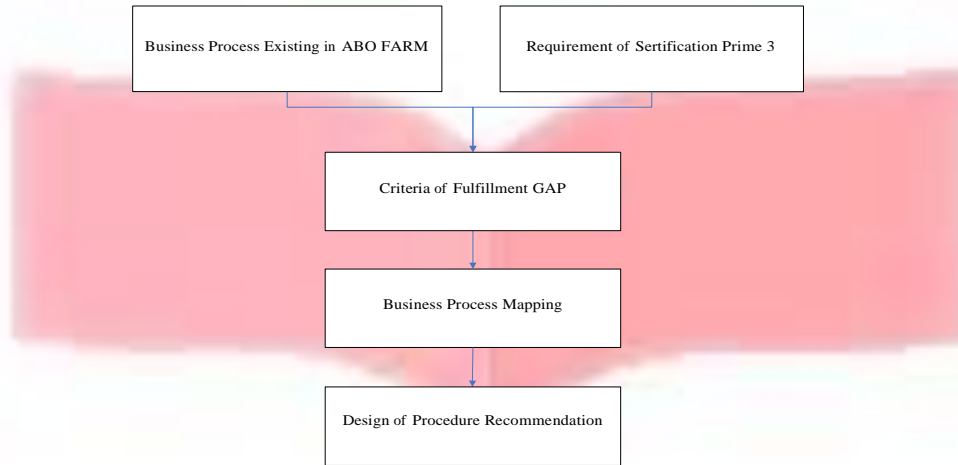 Business Process Existing in ABO FARM
Requirement of Sertification Prime 3
Criteria of Fulfillment GAP
Business Process Mapping
Design of Procedure Recommendation